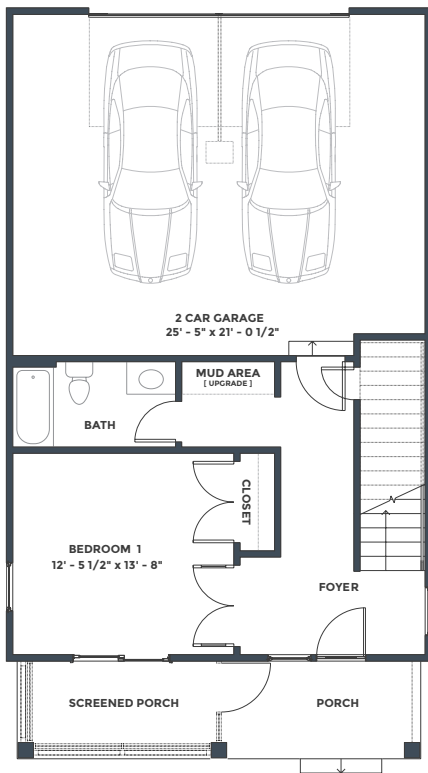 2 CAR GARAGE
25' - 5" x 21' - 0 1/2"
MUD AREA
[ UPGRADE ]
BATH
CLOSET
BEDROOM 1
12' - 5 1/2" x 13' - 8"
FOYER
SCREENED PORCH
PORCH